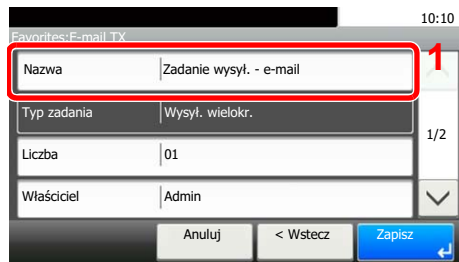 10:10
Favorites:E-mail TX
1
Nazwa Zadanie wysył. - e-mail
Typ zadania Wysył. wielokr.
1/2
Liczba 01
Właściciel Admin
Anuluj < Wstecz Zapisz